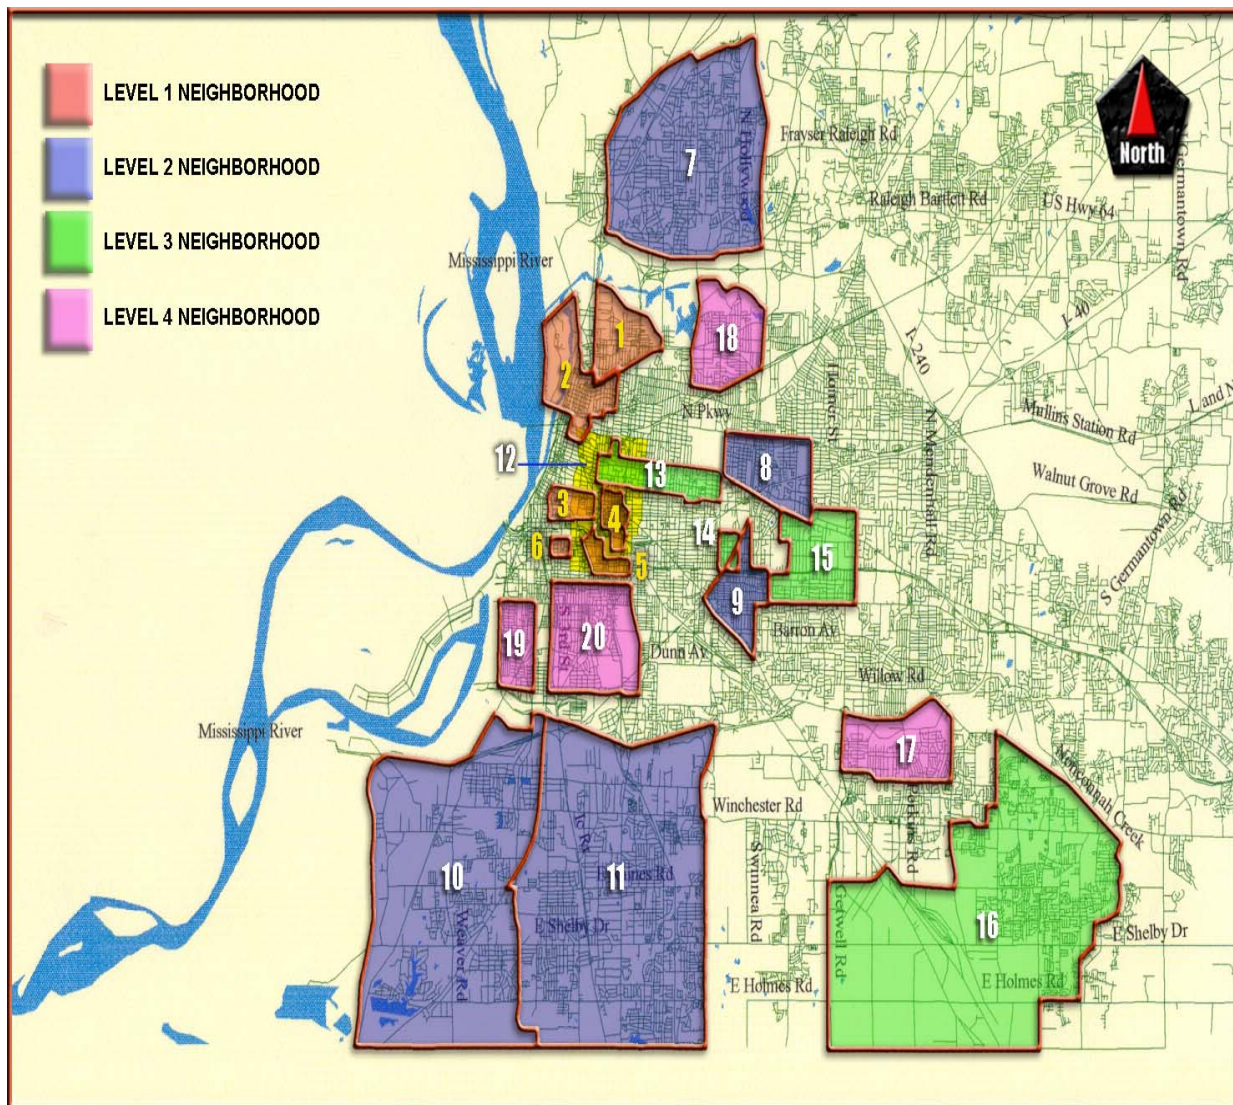 LEVEL 1 NEIGHBORHOOD
LEVEL 2 NEIGHBORHOOD
LEVEL 3 NEIGHBORHOOD
LEVEL 4 NEIGHBORHOOD
North
N Germantown Rd
N Hollywood
Frayser Raleigh Rd
7
Raleigh Bartlett Rd
US Hwy 64
Mississippi River
1
18
I- 40
I-240
2
Holmes St
N Pkwy
L and N
Mullins Station Rd
N Mendenhall Rd
12
13
8
Walnut Grove Rd
3
4
S Germantown Rd
14
15
6
5
9
Barron Av
19
S 3rd St
20
Dunn Av
Willow Rd
Mississippi River
17
Nonconnah Creek
Winchester Rd
Perkins Rd
10
11
Swinnea Rd
Getwell Rd
16
Weaver Rd
E Shelby Dr
E Shelby Dr
E Holmes Rd
E Holmes Rd